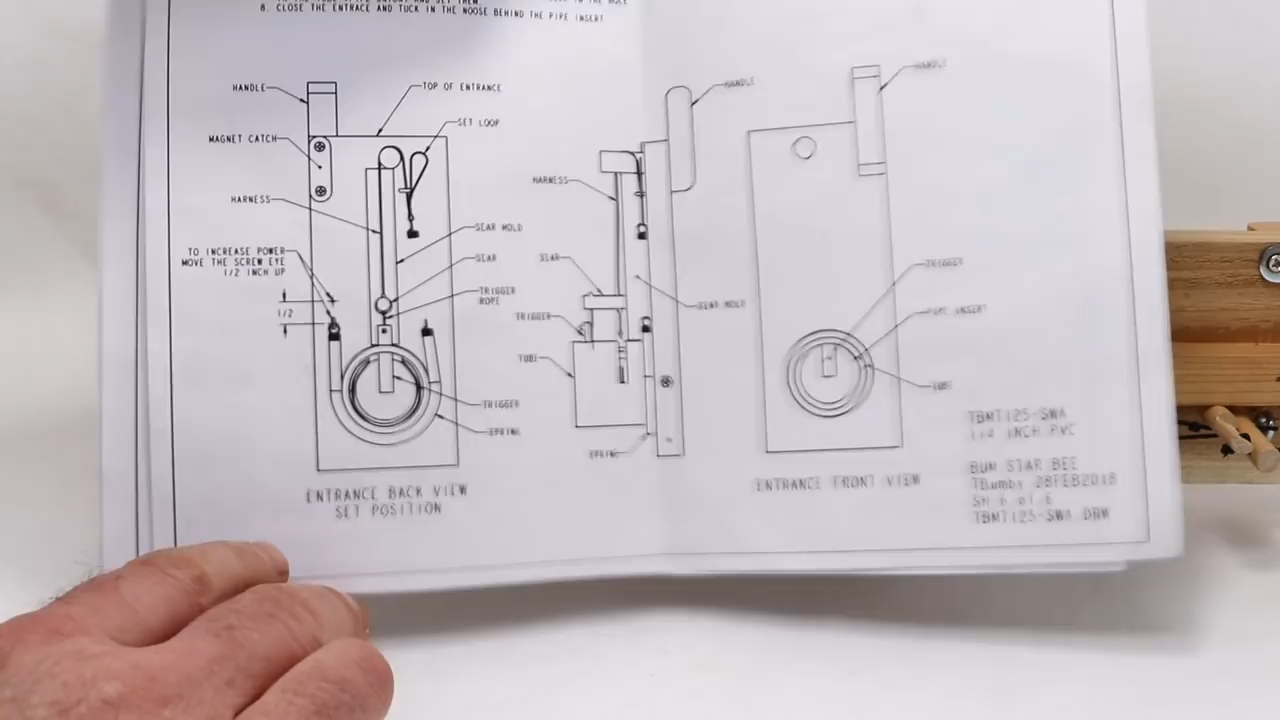 8. CLOSE THE ENTRACE AND TUCK IN THE NOOSE BEHIND THE PIPE INSERT
HANDLE
TOP OF ENTRANCE
SET LOOP
MAGNET CATCH
HARNESS
SEAR HOLD
TO INCREASE POWER
MOVE THE SCREW EYE
1/2 INCH UP
SEAR
TRIGGER
ROPE
1/2
TRIGGER
SPRING
ENTRANCE BACK VIEW
SET POSITION
HANDLE
HARNESS
SEAR
SEAR HOLD
TRIGGER
TUBE
SPRING
HANDLE
TRIGGER
PIPE INSERT
TUBE
ENTRANCE FRONT VIEW
TBMT125-SWA
1/4 INCH PVC
BUM STAR BEE
TBumby 28FEB2018
SH 6 of 6
TBMT125-SWA DRW